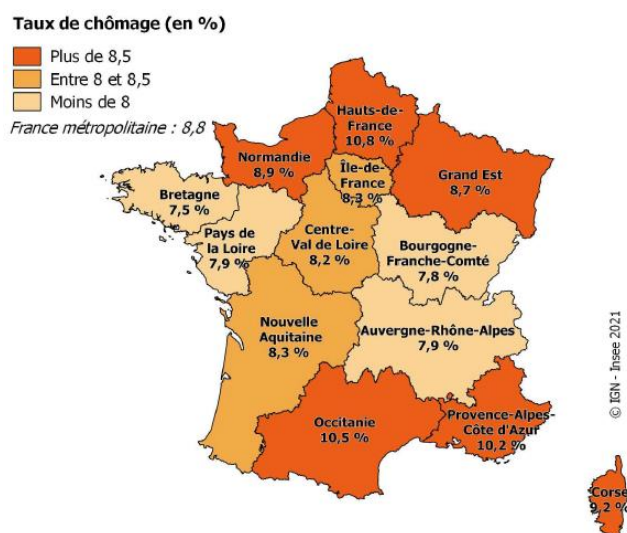 Taux de chômage (en %)
Plus de 8,5
Entre 8 et 8,5
Moins de 8
France métropolitaine : 8,8
Hauts-de-
France
10,8 %
Normandie
8,9 %
Île-de-
France
8,3 %
Grand Est
8,7 %
Bretagne
7,5 %
Pays de
la Loire
7,9 %
Centre-
Val de Loire
8,2 %
Bourgogne-
Franche-Comté
7,8 %
Nouvelle
Aquitaine
8,3 %
Auvergne-Rhône-Alpes
7,9 %
Occitanie
10,5 %
Provence-Alpes-
Côte d'Azur
10,2 %
Corse
9,2 %
© IGN - Insee 2021